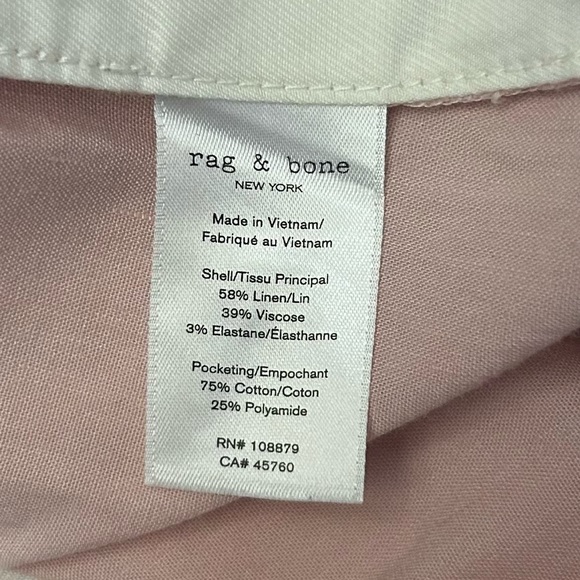 rag & bone
NEW YORK
Made in Vietnam/
Fabriqué au Vietnam
Shell/Tissu Principal
58% Linen/Lin
39% Viscose
3% Elastane/Élasthanne
Pocketing/Empochant
75% Cotton/Coton
25% Polyamide
RN# 108879
CA# 45760